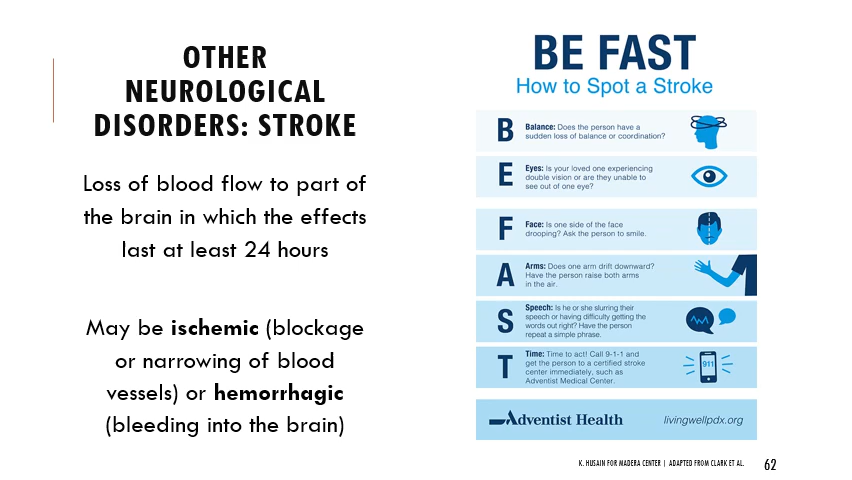 OTHER
NEUROLOGICAL
DISORDERS: STROKE
Loss of blood flow to part of
the brain in which the effects
last at least 24 hours
May be ischemic (blockage
or narrowing of blood
vessels) or hemorrhagic
(bleeding into the brain)
BE FAST
How to Spot a Stroke
B
Balance: Does the person have a
sudden loss of balance or coordination?
E
Eyes: Is your loved one experiencing
double vision or are they unable to
see out of one eye?
F
Face: Is one side of the face
drooping? Ask the person to smile.
A
Arms: Does one arm drift downward?
Have the person raise both arms
in the air.
S
Speech: Is he or she slurring their
speech or having difficulty getting the
words out right? Have the person
repeat a simple phrase.
T
Time: Time to act! Call 9-1-1 and
get the person to a certified stroke
center immediately, such as
Adventist Medical Center.
911
Adventist Health
livingwellpdx.org
K. HUSAIN FOR MADERA CENTER | ADAPTED FROM CLARK ET AL.
62